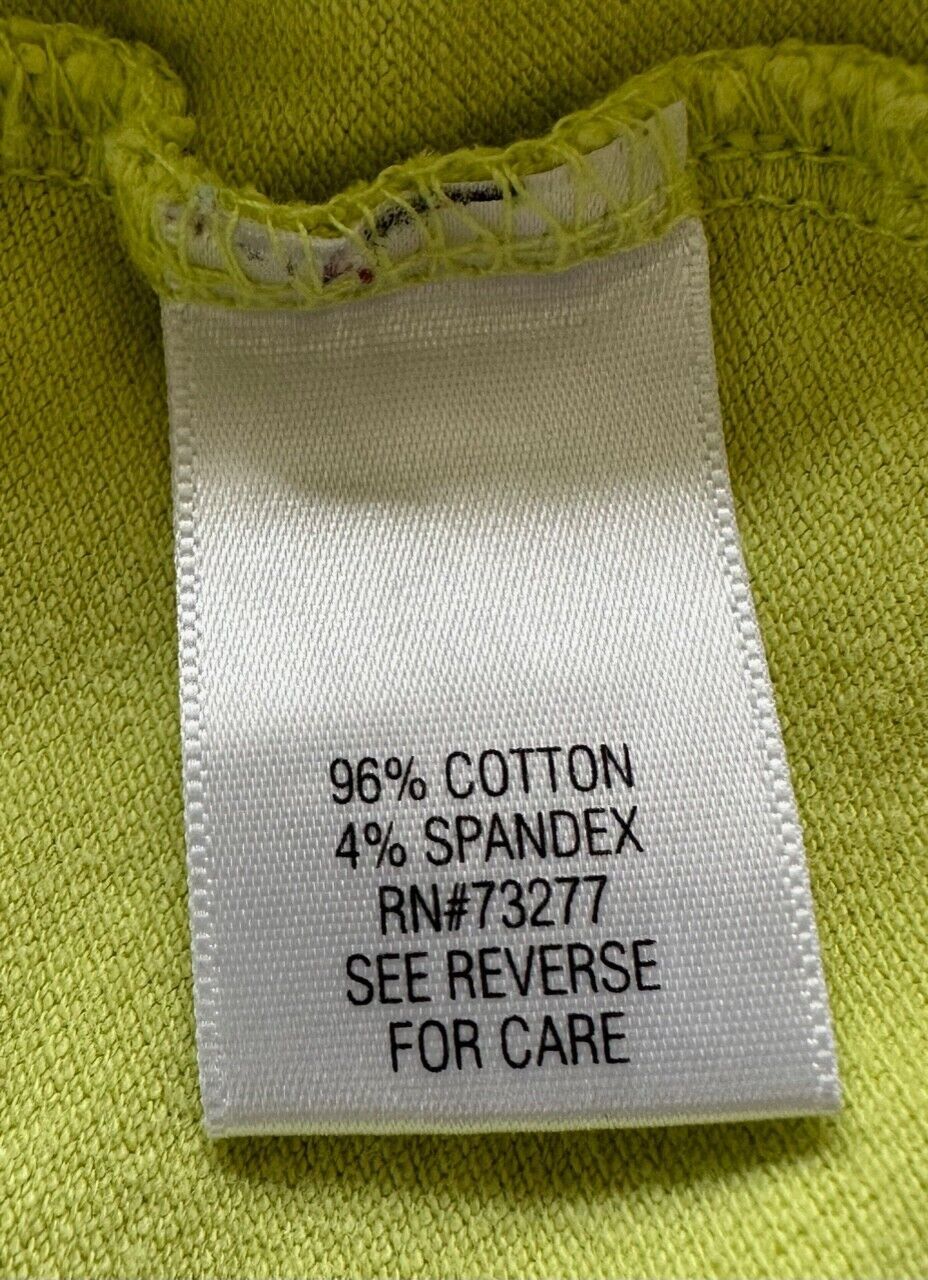 96% COTTON
4% SPANDEX
RN#73277
SEE REVERSE
FOR CARE